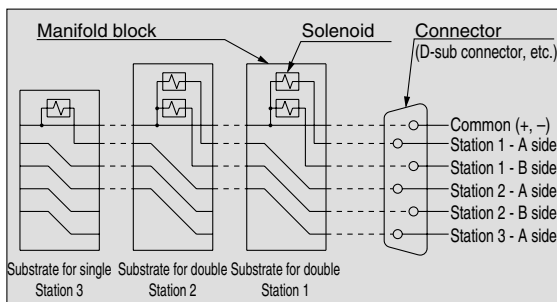 Manifold block
Solenoid
Connector
(D-sub connector, etc.)
Common (+, –)
Station 1 - A side
Station 1 - B side
Station 2 - A side
Station 2 - B side
Station 3 - A side
Substrate for single
Station 3
Substrate for double
Station 2
Substrate for double
Station 1